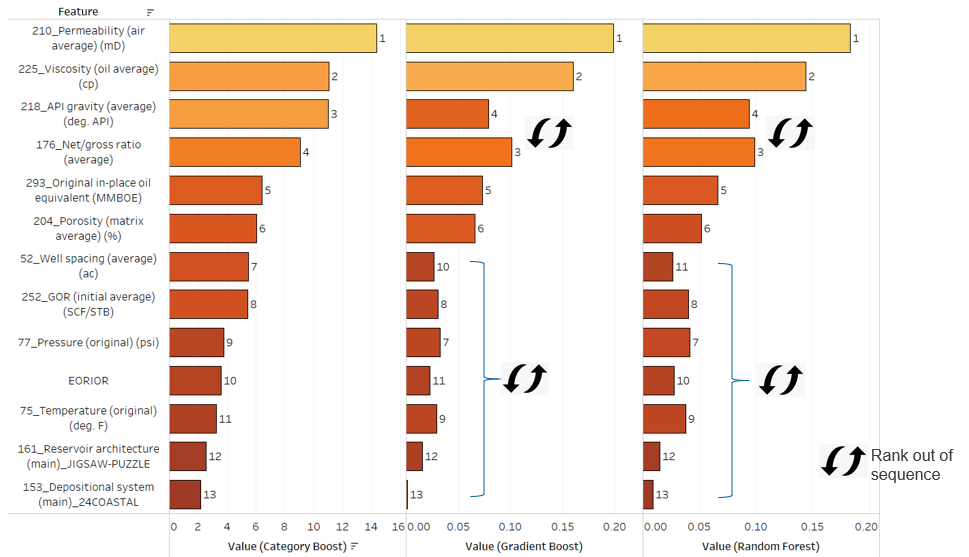 Feature
210_Permeability (air
average) (mD)
1
1
1
225_Viscosity (oil average)
(cp)
2
2
2
218_API gravity (average)
(deg. API)
3
4
4
176_Net/gross ratio
(average)
4
3
3
293_Original in-place oil
equivalent (MMBOE)
5
5
5
204_Porosity (matrix
average) (%)
6
6
6
52_Well spacing (average)
(ac)
7
10
11
252_GOR (initial average)
(SCF/STB)
8
8
8
77_Pressure (original) (psi)
9
7
7
EORIOR
10
11
10
75_Temperature (original)
(deg. F)
11
9
9
161_Reservoir architecture
(main)_JIGSAW-PUZZLE
12
12
12
153_Depositional system
(main)_24COASTAL
13
13
13
Rank out of
sequence
0 2 4 6 8 10 12 14 16
0.00 0.05 0.10 0.15 0.20
0.00 0.05 0.10 0.15 0.20
Value (Category Boost)
Value (Gradient Boost)
Value (Random Forest)